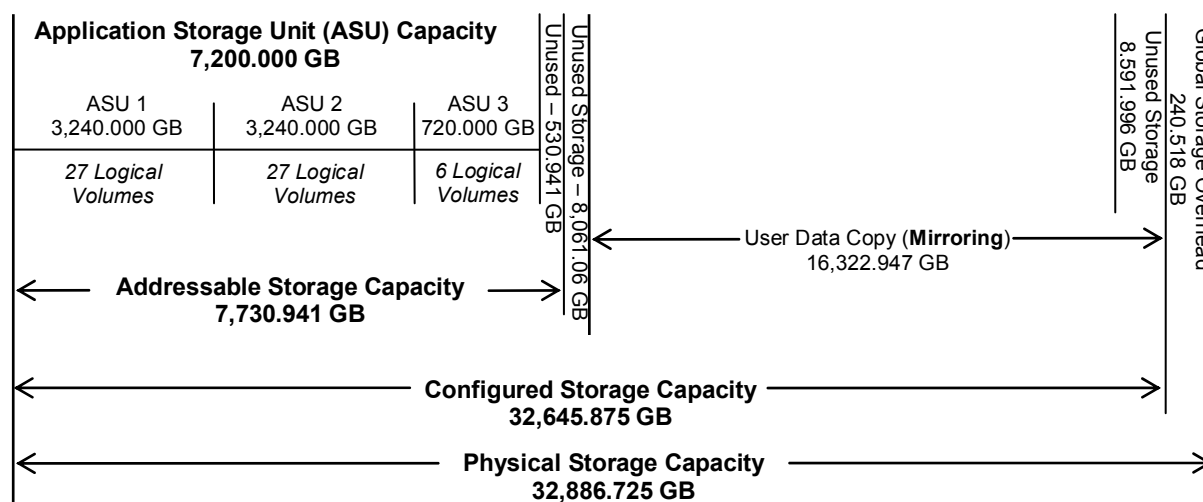 Application Storage Unit (ASU) Capacity
7,200.000 GB
ASU 1
3,240.000 GB
ASU 2
3,240.000 GB
ASU 3
720.000 GB
27 Logical
Volumes
27 Logical
Volumes
6 Logical
Volumes
Unused – 530.941 GB
Unused Storage – 8,061.06 GB
Unused Storage
8.591.996 GB
Global Storage Overhead
240.518 GB
User Data Copy (Mirroring)
16,322.947 GB
Addressable Storage Capacity
7,730.941 GB
Configured Storage Capacity
32,645.875 GB
Physical Storage Capacity
32,886.725 GB